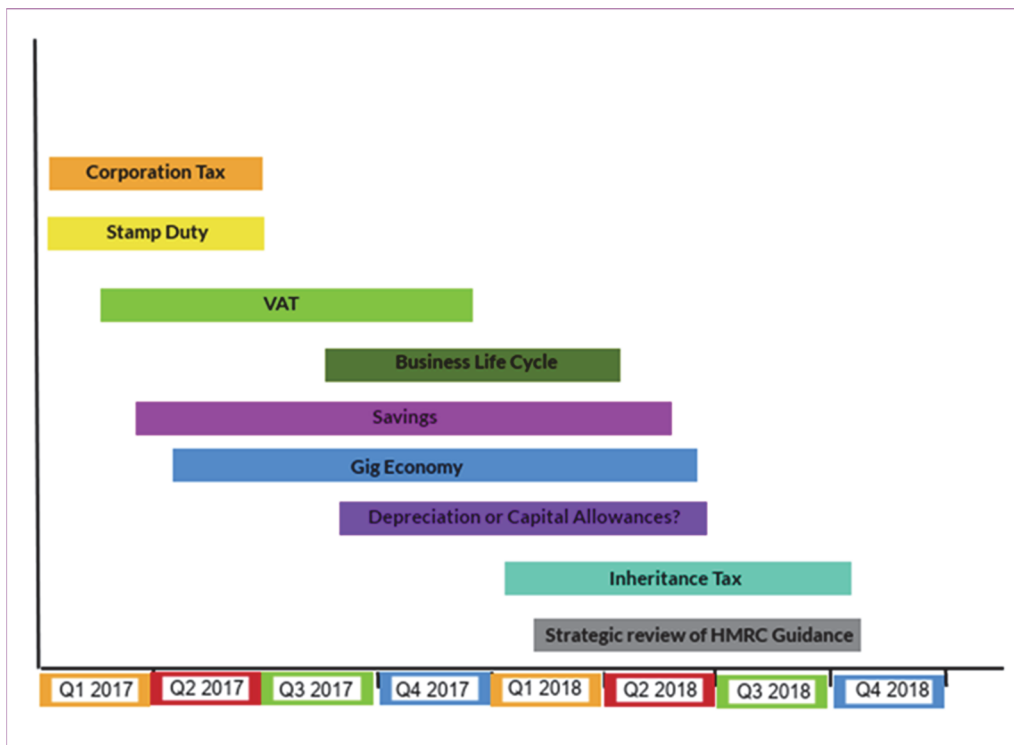 Corporation Tax
Stamp Duty
VAT
Business Life Cycle
Savings
Gig Economy
Depreciation or Capital Allowances?
Inheritance Tax
Strategic review of HMRC Guidance
Q1 2017 Q2 2017 Q3 2017 Q4 2017 Q1 2018 Q2 2018 Q3 2018 Q4 2018